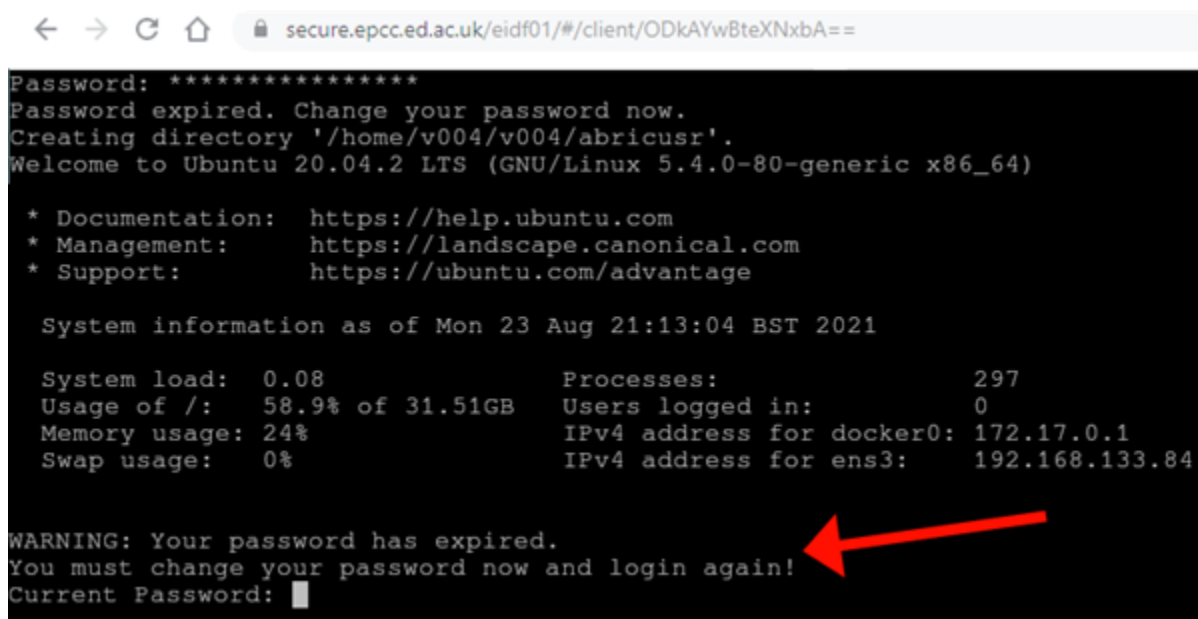 secure.epcc.ed.ac.uk/eidf01/#/client/ODkAYwBteXNxbA==
Password: ****************
Password expired. Change your password now.
Creating directory '/home/v004/v004/abricusr'.
Welcome to Ubuntu 20.04.2 LTS (GNU/Linux 5.4.0-80-generic x86_64)
* Documentation: https://help.ubuntu.com
* Management: https://landscape.canonical.com
* Support: https://ubuntu.com/advantage
System information as of Mon 23 Aug 21:13:04 BST 2021
System load: 0.08 Processes: 297
Usage of /: 58.9% of 31.51GB Users logged in: 0
Memory usage: 24% IPv4 address for docker0: 172.17.0.1
Swap usage: 0% IPv4 address for ens3: 192.168.133.84
WARNING: Your password has expired.
You must change your password now and login again!
Current Password: